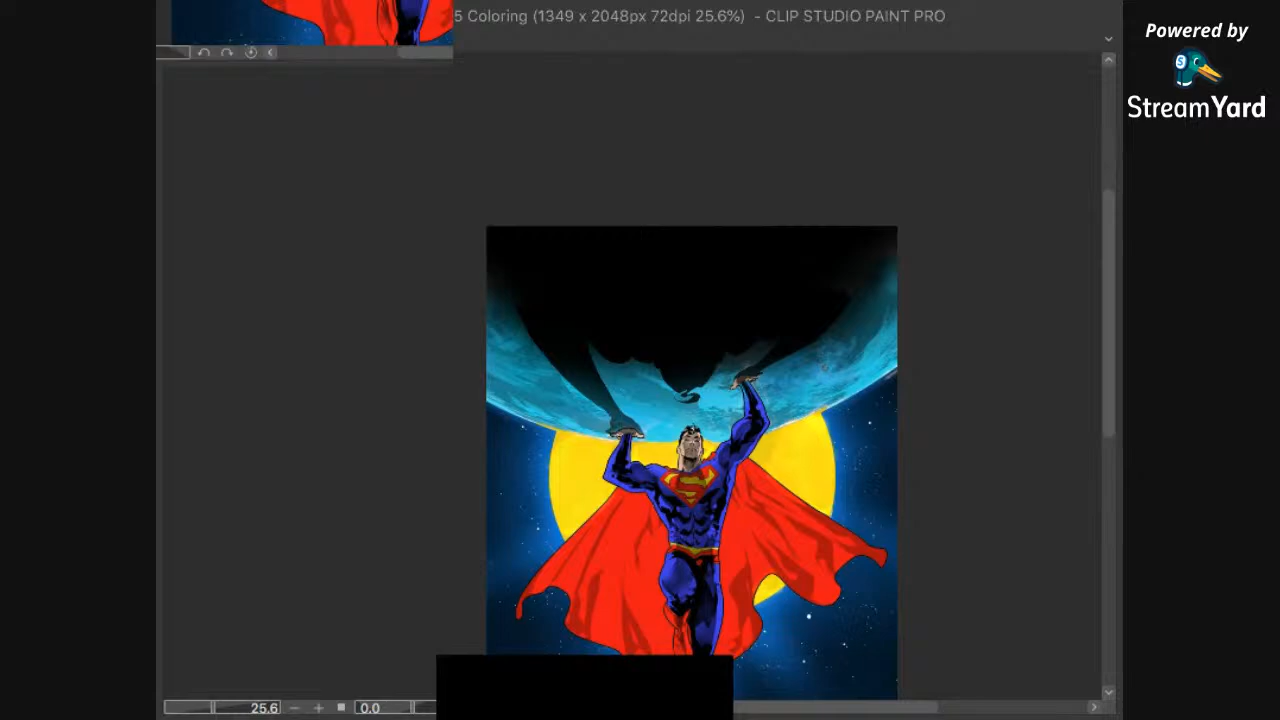 5 Coloring (1349 x 2048px 72dpi 25.6%) - CLIP STUDIO PAINT PRO
Powered by
S
StreamYard
S
25.6
0.0